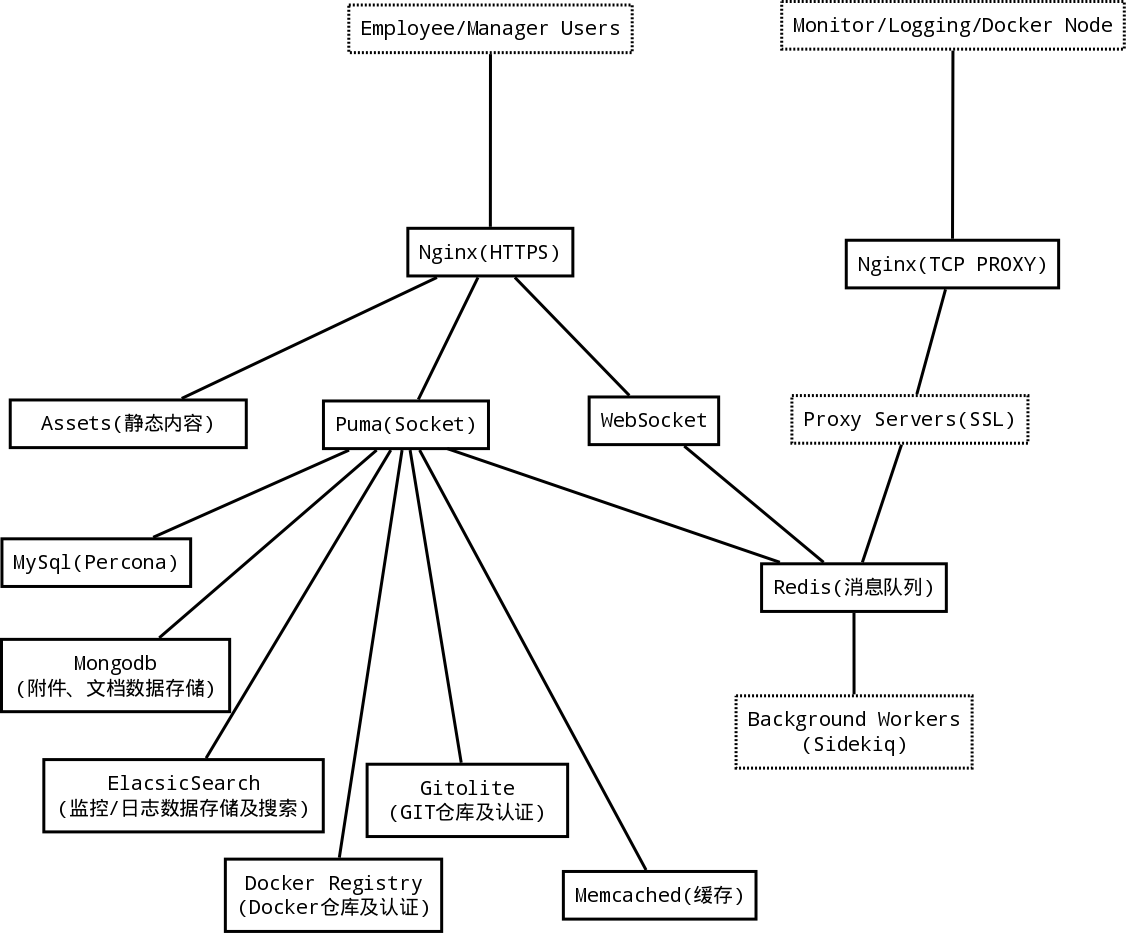 Employee/Manager Users
Monitor/Logging/Docker Node
Nginx(HTTPS)
Nginx(TCP PROXY)
Assets(静态内容)
Puma(Socket)
WebSocket
Proxy Servers(SSL)
MySql(Percona)
Redis(消息队列)
Mongodb
(附件、文档数据存储)
Background Workers
(Sidekiq)
ElacsicSearch
(监控/日志数据存储及搜索)
Gitolite
(GIT仓库及认证)
Docker Registry
(Docker仓库及认证)
Memcached(缓存)